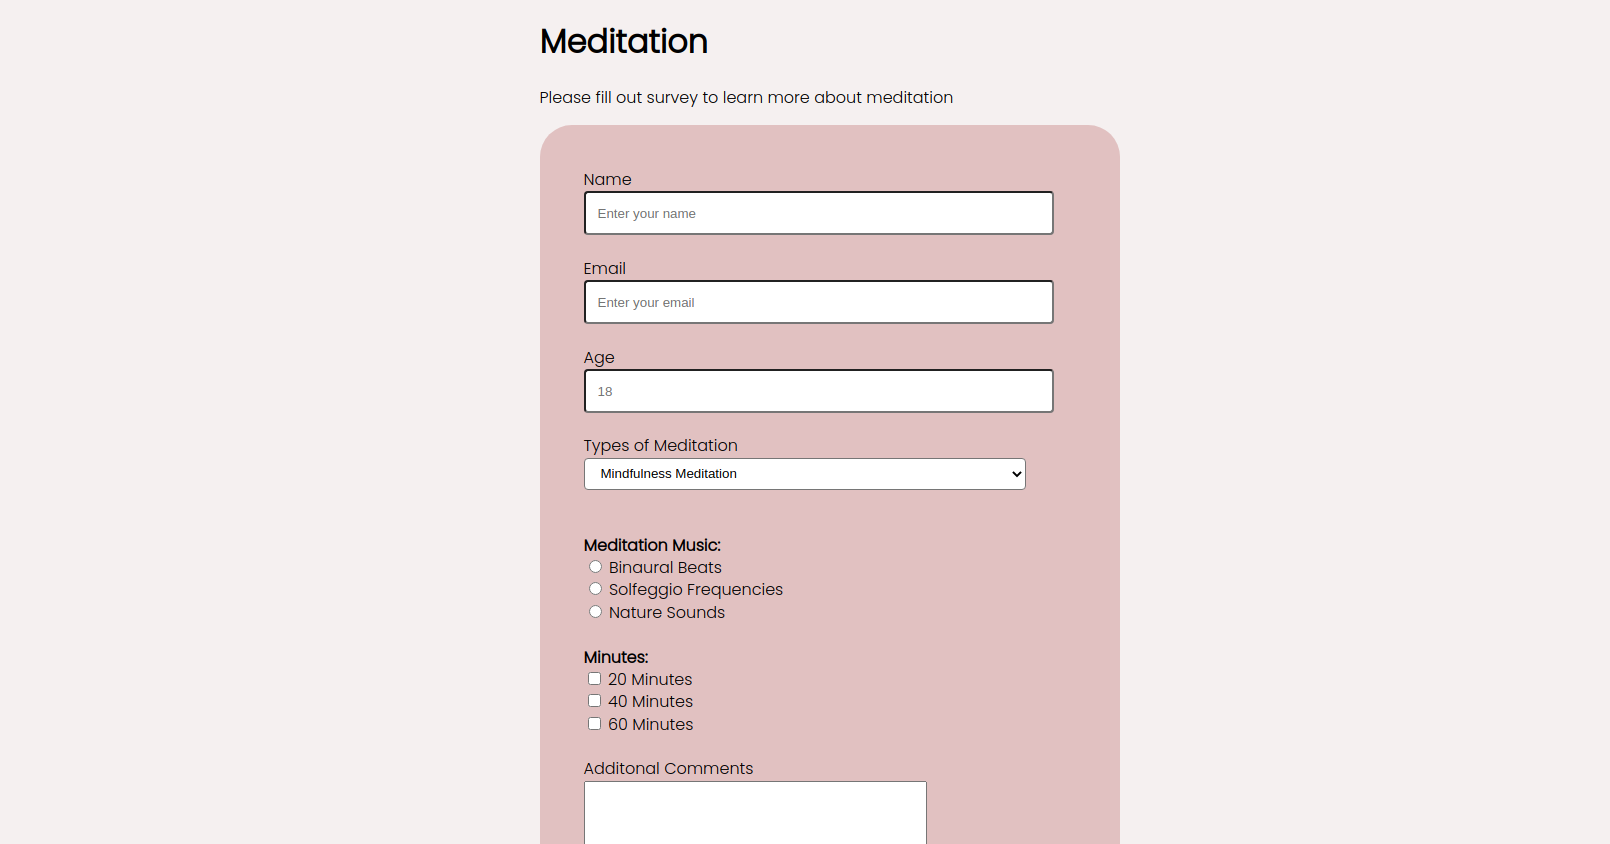 Meditation
Please fill out survey to learn more about meditation
Name
Enter your name
Email
Enter your email
Age
18
Types of Meditation
Mindfulness Meditation
Meditation Music:
Binaural Beats
Solfeggio Frequencies
Nature Sounds
Minutes:
20 Minutes
40 Minutes
60 Minutes
Additonal Comments